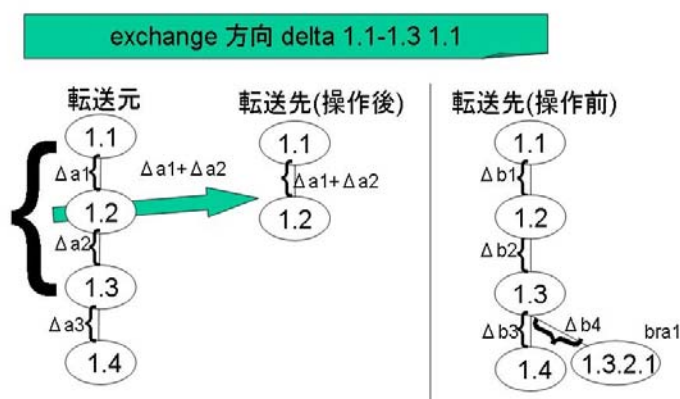 exchange 方向 delta 1.1-1.3 1.1
転送元
転送先(操作後)
転送先(操作前)
1.1
Δa1
1.2
Δa2
1.3
Δa3
1.4
Δa1+Δa2
1.1
Δa1+Δa2
1.2
1.1
Δb1
1.2
Δb2
1.3
Δb3
Δb4
bra1
1.4
1.3.2.1